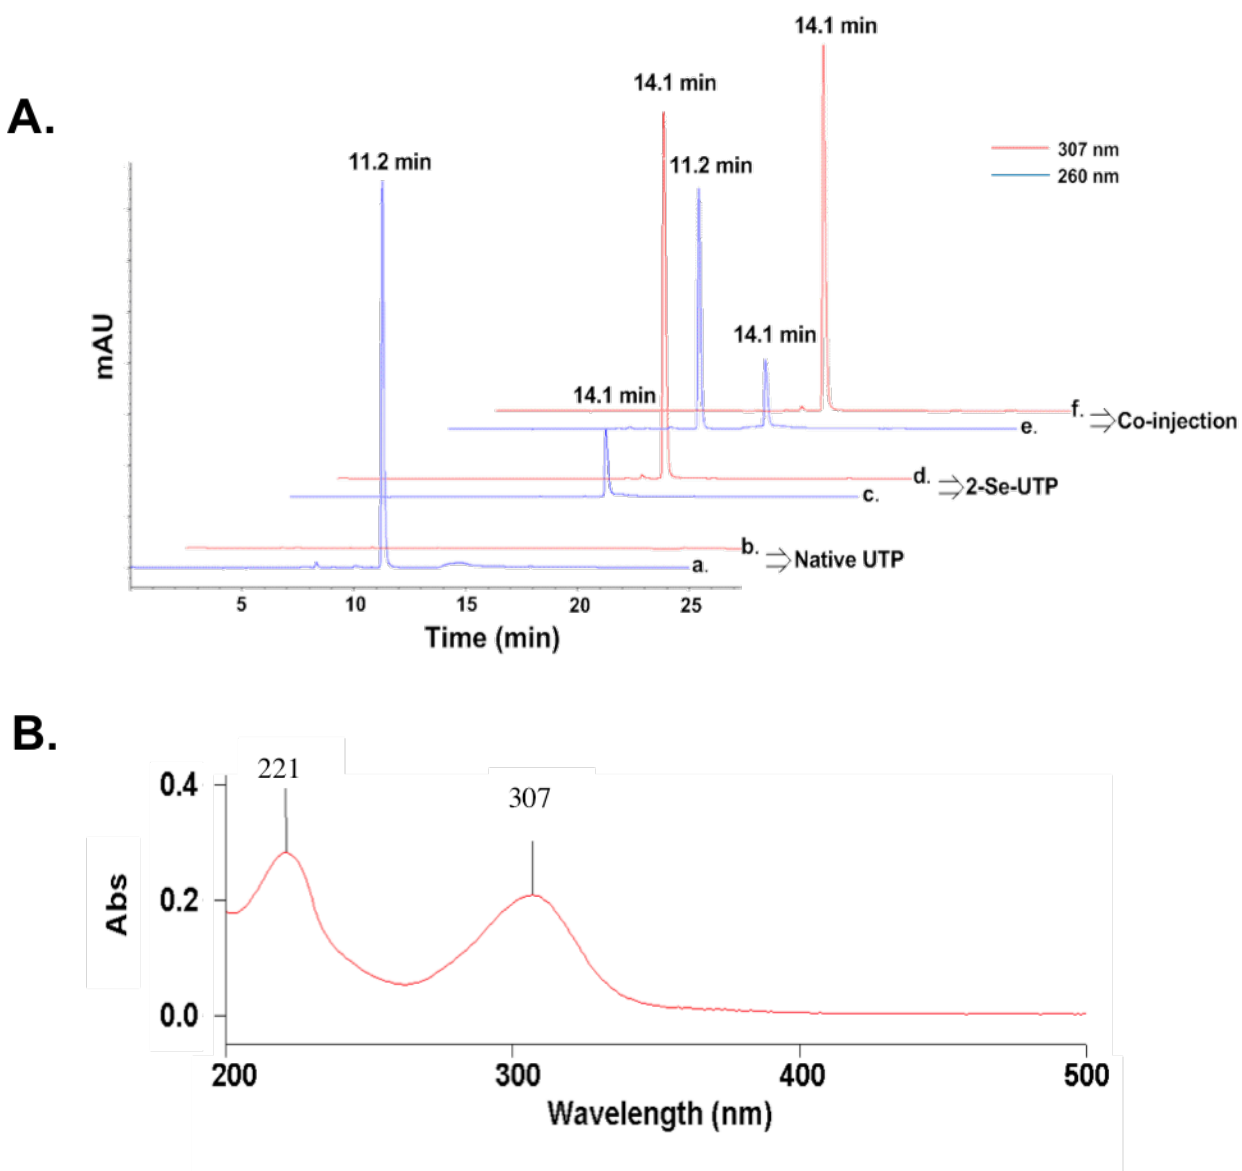 A.
14.1 min
14.1 min
11.2 min
11.2 min
307 nm
260 nm
mAU
14.1 min
14.1 min
f.
Co-injection
e.
d.
2-Se-UTP
c.
b.
Native UTP
a.
5 10 15 20 25
Time (min)
B.
221
307
0.4
0.2
0.0
Abs
200 300 400 500
Wavelength (nm)